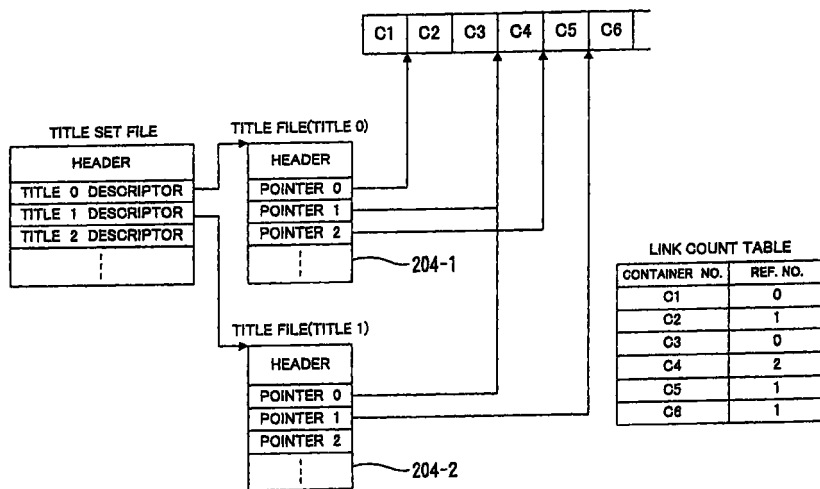 C1 C2 C3 C4 C5 C6
TITLE SET FILE
HEADER
TITLE 0 DESCRIPTOR
TITLE 1 DESCRIPTOR
TITLE 2 DESCRIPTOR
TITLE FILE(TITLE 0)
HEADER
POINTER 0
POINTER 1
POINTER 2
204-1
TITLE FILE(TITLE 1)
HEADER
POINTER 0
POINTER 1
POINTER 2
204-2
LINK COUNT TABLE
CONTAINER NO. REF. NO.
C1 0
C2 1
C3 0
C4 2
C5 1
C6 1